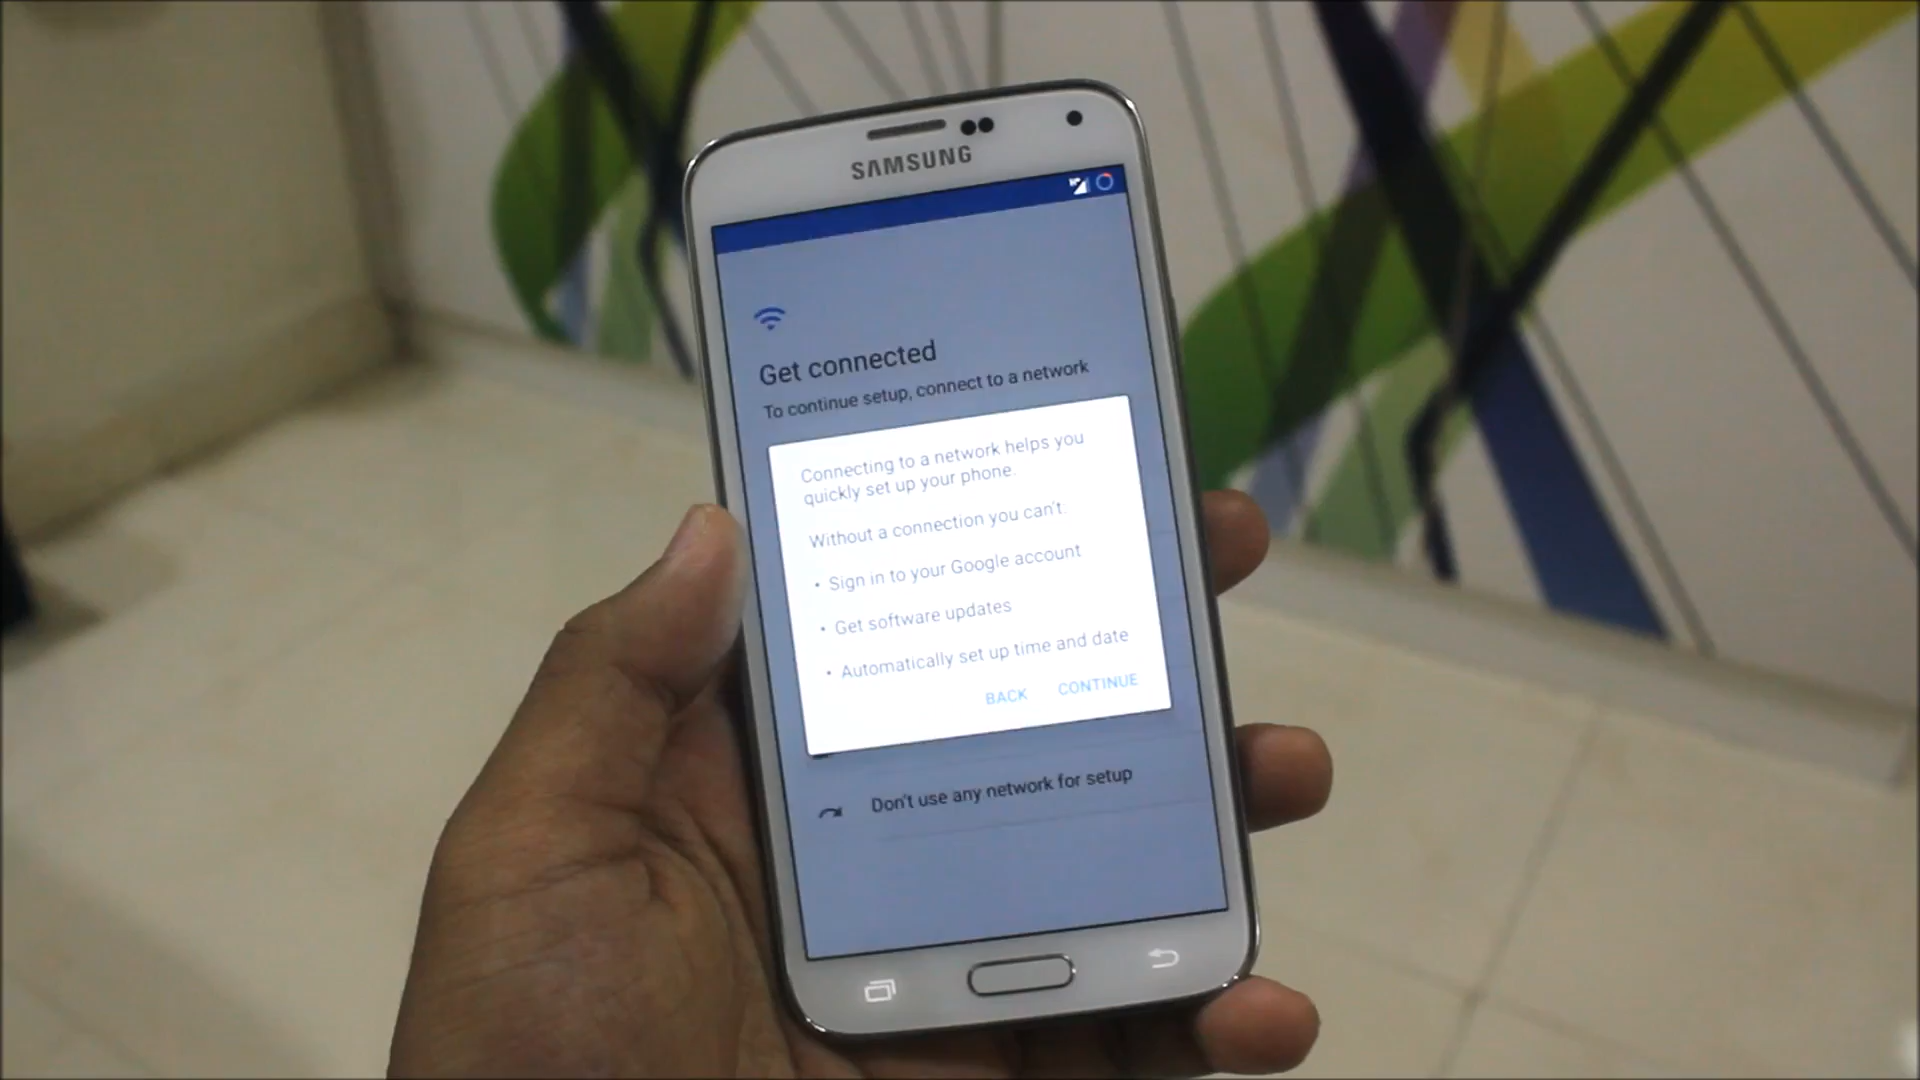 SAMSUNG
Get connected
To continue setup, connect to a network
Connecting to a network helps you
quickly set up your phone.
Without a connection you can't:
• Sign in to your Google account
• Get software updates
• Automatically set up time and date
BACK CONTINUE
Don't use any network for setup